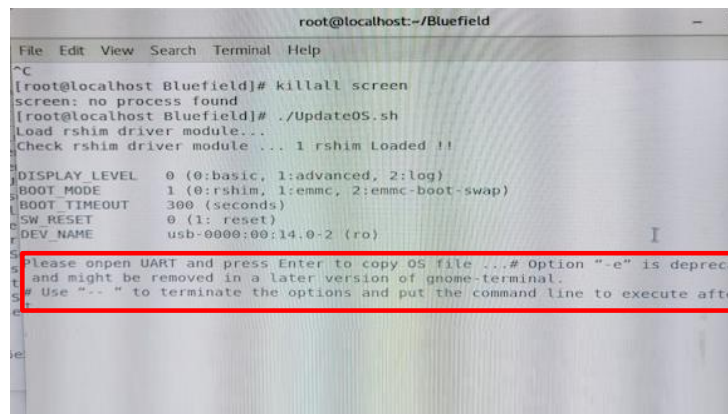 root@localhost:~/Bluefield
File Edit View Search Terminal Help
^C
[root@localhost Bluefield]# killall screen
screen: no process found
[root@localhost Bluefield]# ./UpdateOS.sh
Load rshim driver module...
Check rshim driver module ... 1 rshim Loaded !!
DISPLAY_LEVEL 0 (0:basic, 1:advanced, 2:log)
BOOT_MODE 1 (0:rshim, 1:emmc, 2:emmc-boot-swap)
BOOT_TIMEOUT 300 (seconds)
SW_RESET 0 (1: reset)
DEV_NAME usb-0000:00:14.0-2 (ro)
Please onpen UART and press Enter to copy OS file ...# Option "-e" is deprec
and might be removed in a later version of gnome-terminal.
# Use "-- " to terminate the options and put the command line to execute afte
t.